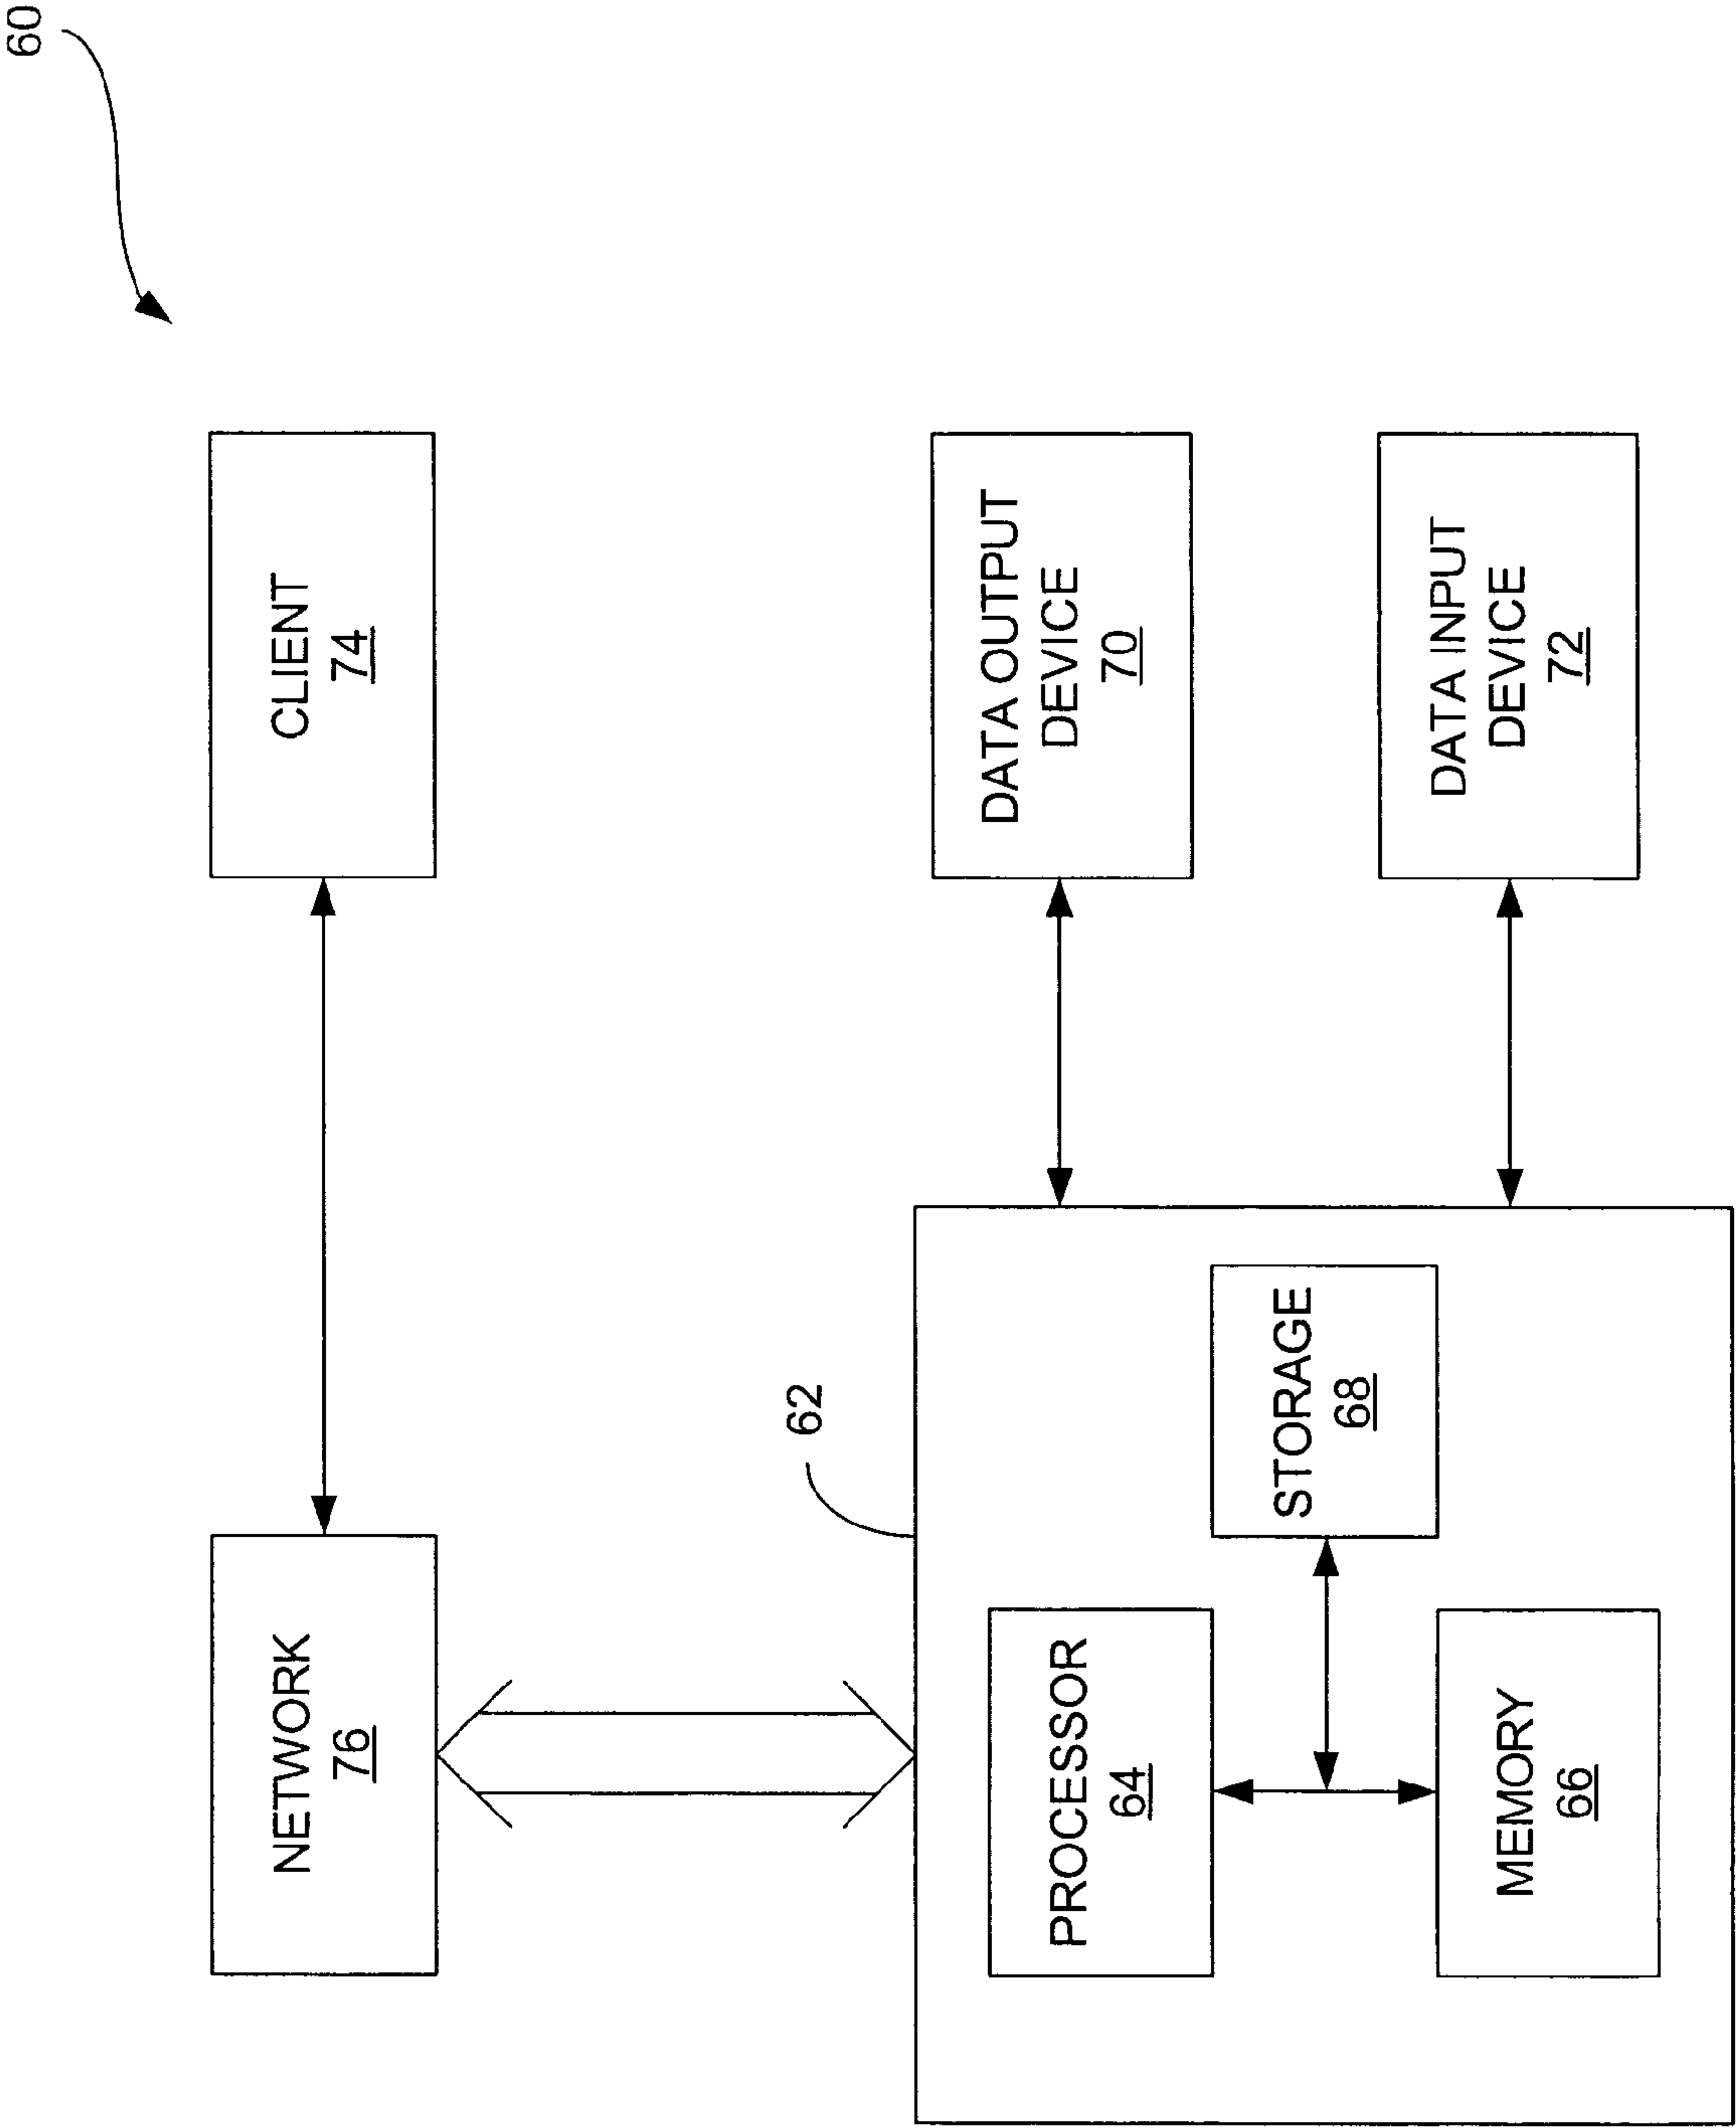 60
NETWORK
76
CLIENT
74
62
PROCESSOR
64
STORAGE
68
MEMORY
66
DATA OUTPUT
DEVICE
70
DATA INPUT
DEVICE
72